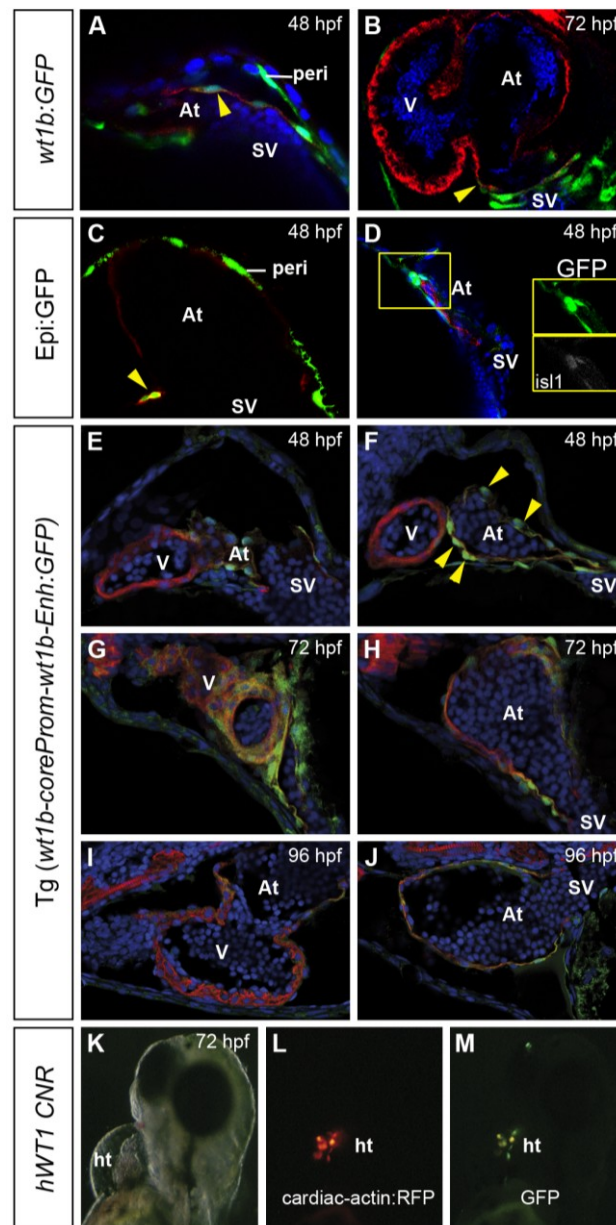 wt1b:GFP
A 48 hpf
peri
At
SV
B 72 hpf
V
At
SV
Epi:GFP
C 48 hpf
peri
At
SV
D 48 hpf
At
SV
GFP
isl1
Tg (wt1b-coreProm-wt1b-Enh:GFP)
E 48 hpf
V
At
SV
F 48 hpf
V
At
SV
G 72 hpf
V
H 72 hpf
At
SV
I 96 hpf
At
V
J 96 hpf
SV
At
hWT1 CNR
K 72 hpf
ht
L
ht
cardiac-actin:RFP
M
ht
GFP